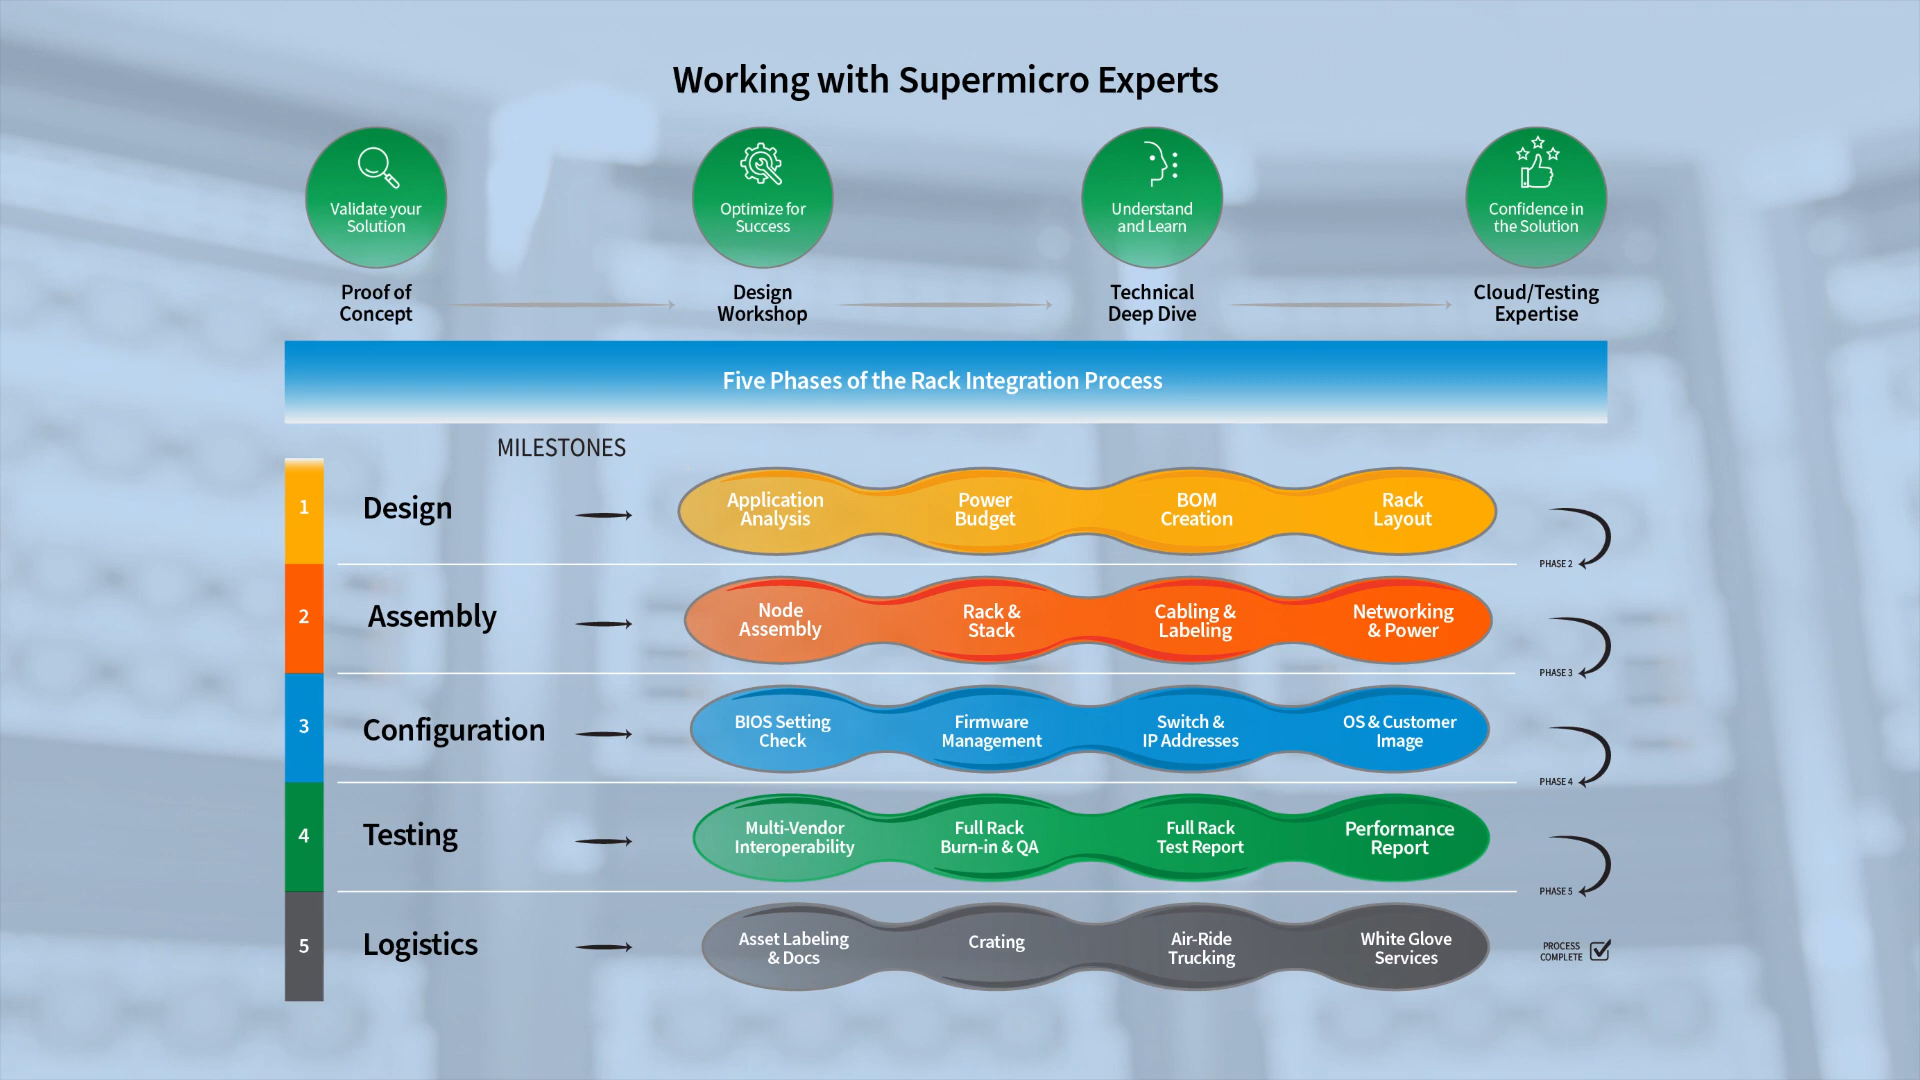 Working with Supermicro Experts
Validate your
Solution
Optimize for
Success
Understand
and Learn
Confidence in
the Solution
Proof of
Concept
Design
Workshop
Technical
Deep Dive
Cloud/Testing
Expertise
Five Phases of the Rack Integration Process
MILESTONES
1
Design
Application
Analysis
Power
Budget
BOM
Creation
Rack
Layout
PHASE 2
2
Assembly
Node
Assembly
Rack &
Stack
Cabling &
Labeling
Networking
& Power
PHASE 3
3
Configuration
BIOS Setting
Check
Firmware
Management
Switch &
IP Addresses
OS & Customer
Image
PHASE 4
4
Testing
Multi-Vendor
Interoperability
Full Rack
Burn-in & QA
Full Rack
Test Report
Performance
Report
PHASE 5
5
Logistics
Asset Labeling
& Docs
Crating
Air-Ride
Trucking
White Glove
Services
PROCESS
COMPLETE